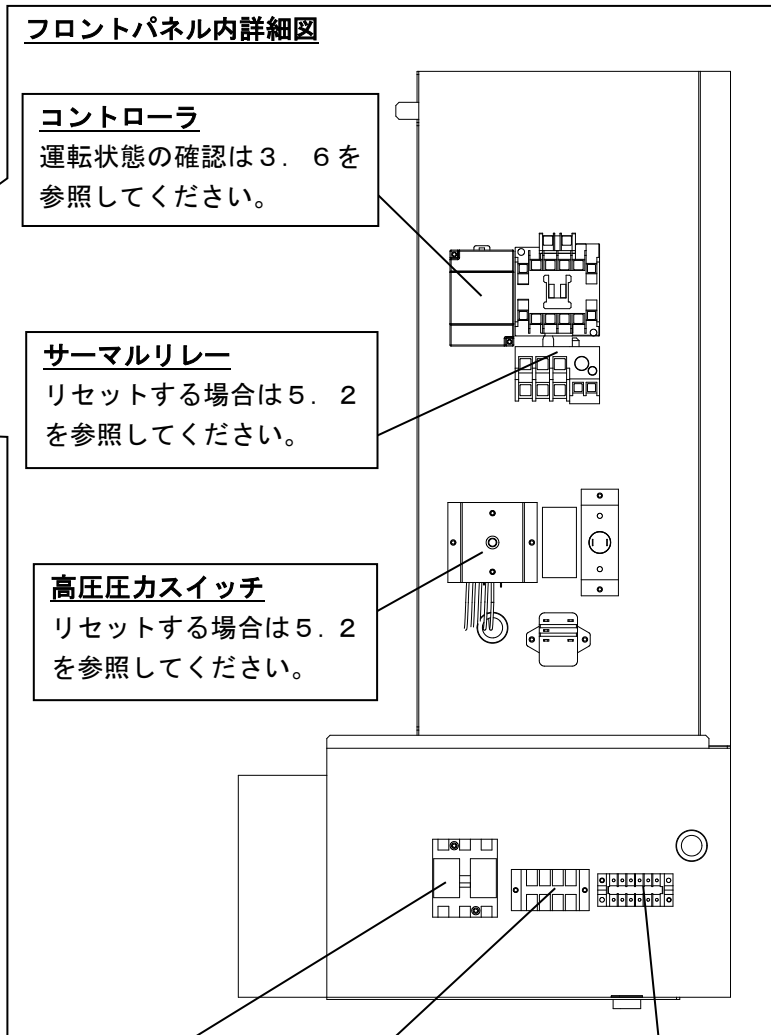 フロントパネル内詳細図
コントローラ
運転状態の確認は３．６を
参照してください。
サーマルリレー
リセットする場合は５．２
を参照してください。
高圧圧力スイッチ
リセットする場合は５．２
を参照してください。